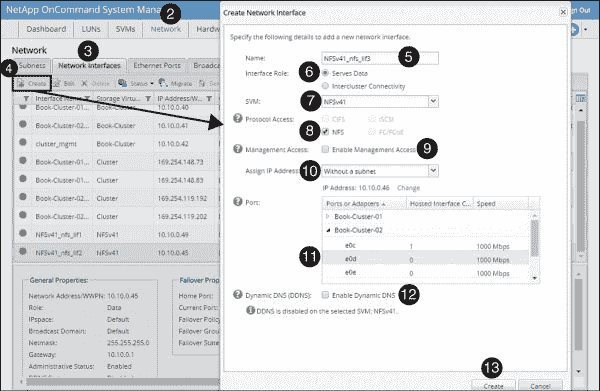 NetApp OnCommand System Mana
2
Sign Out
Dashboard LUNs SVMs Network Hardw
Network
3
Subnets Network Interfaces Ethernet Ports Broadca
4
Create Edit Delete Status Migrate Sen
Interface Name Storage Virtu... IP Address/W...
Book-Cluster-01... Cluster 10.10.0.40
Book-Cluster-02... Book-Cluster 10.10.0.41
cluster_mgmt Book-Cluster 10.10.0.42
Book-Cluster-01... Cluster 169.254.148.73
Book-Cluster-01... Cluster 169.254.148.83
Book-Cluster-02... Cluster 169.254.119.192
Book-Cluster-02... Cluster 169.254.119.202
NFSv41_nfs_lif1 NFSv41 10.10.0.49
NFSv41_nfs_lif2 NFSv41 10.10.0.45
General Properties:
Network Address/WWPN: 10.10.0.45
Role: Data
IPspace: Default
Broadcast Domain: Default
Netmask: 255.255.255.0
Gateway: 10.10.0.1
Administrative Status: Enabled
Failover Prope
Home Port:
Current Port:
Failover Policy
Failover Group
Failover State
Create Network Interface
Specify the following details to add a new network interface.
Name: NFSv41_nfs_lif3 5
Interface Role: 6 Serves Data
Intercluster Connectivity
SVM: 7 NFSv41
Protocol Access: CIFS iSCSI
8 NFS FC/FCoE
Management Access: Enable Management Access 9
Assign IP Address: 10 Without a subnet
IP Address: 10.10.0.46 Change
Port:
Ports or Adapters Hosted Interface C... Speed
Book-Cluster-01
Book-Cluster-02
e0c 1 1000 Mbps
11 e0d 0 1000 Mbps
e0e 0 1000 Mbps
Dynamic DNS (DDNS): Enable Dynamic DNS 12
DDNS is disabled on the selected SVM: NFSv41.
13
Create Cancel